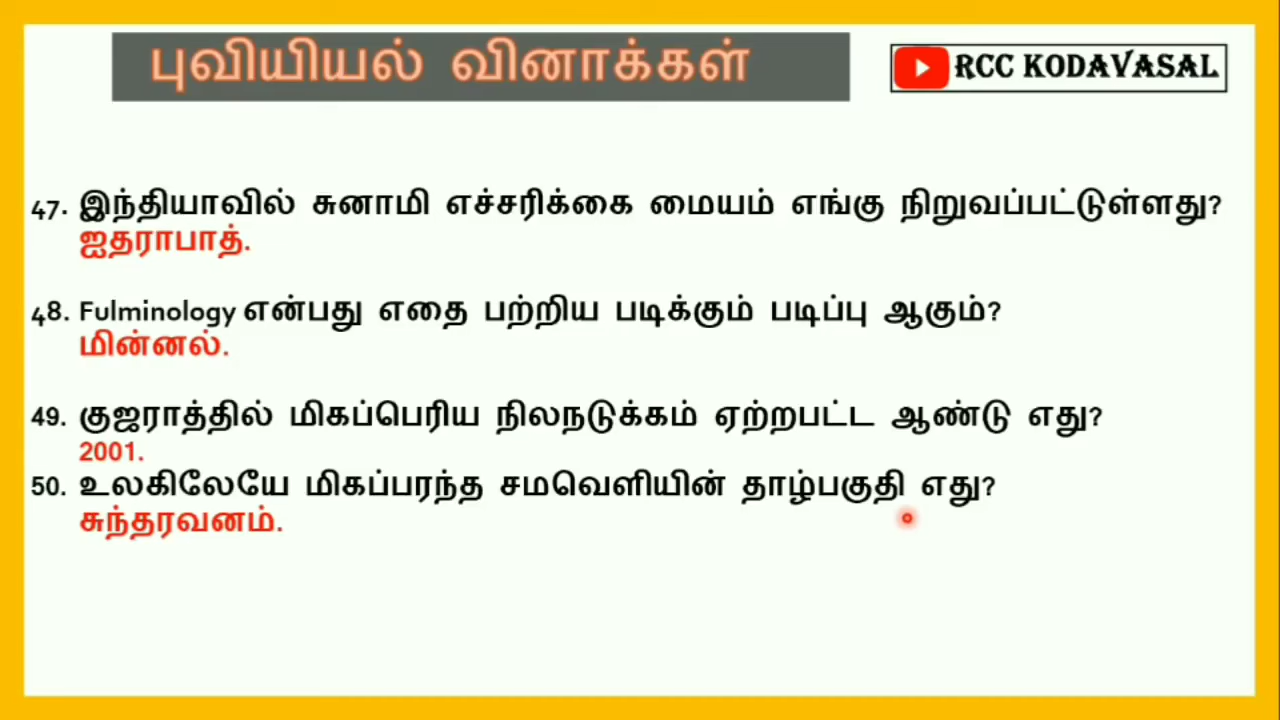 புவியியல் வினாக்கள்
RCC KODAVASAL
47. இந்தியாவில் சுனாமி எச்சரிக்கை மையம் எங்கு நிறுவப்பட்டுள்ளது?
ஐதராபாத்.
48. Fulminology என்பது எதை பற்றிய படிக்கும் படிப்பு ஆகும்?
மின்னல்.
49. குஜராத்தில் மிகப்பெரிய நிலநடுக்கம் ஏற்றபட்ட ஆண்டு எது?
2001.
50. உலகிலேயே மிகப்பரந்த சமவெளியின் தாழ்பகுதி எது?
சுந்தரவனம்.